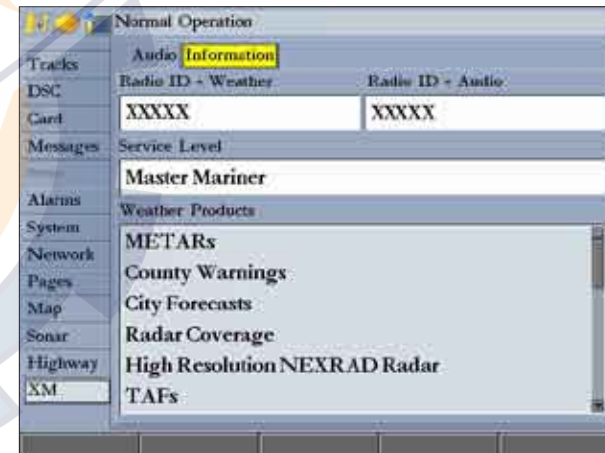 Normal Operation
Audio Information
Radio ID - Weather Radio ID - Audio
XXXXX XXXXX
Service Level
Master Mariner
Weather Products
METARs
County Warnings
City Forecasts
Radar Coverage
High Resolution NEXRAD Radar
TAFs
Tracks
DSC
Card
Messages
Alarms
System
Network
Pages
Map
Sonar
Highway
XM